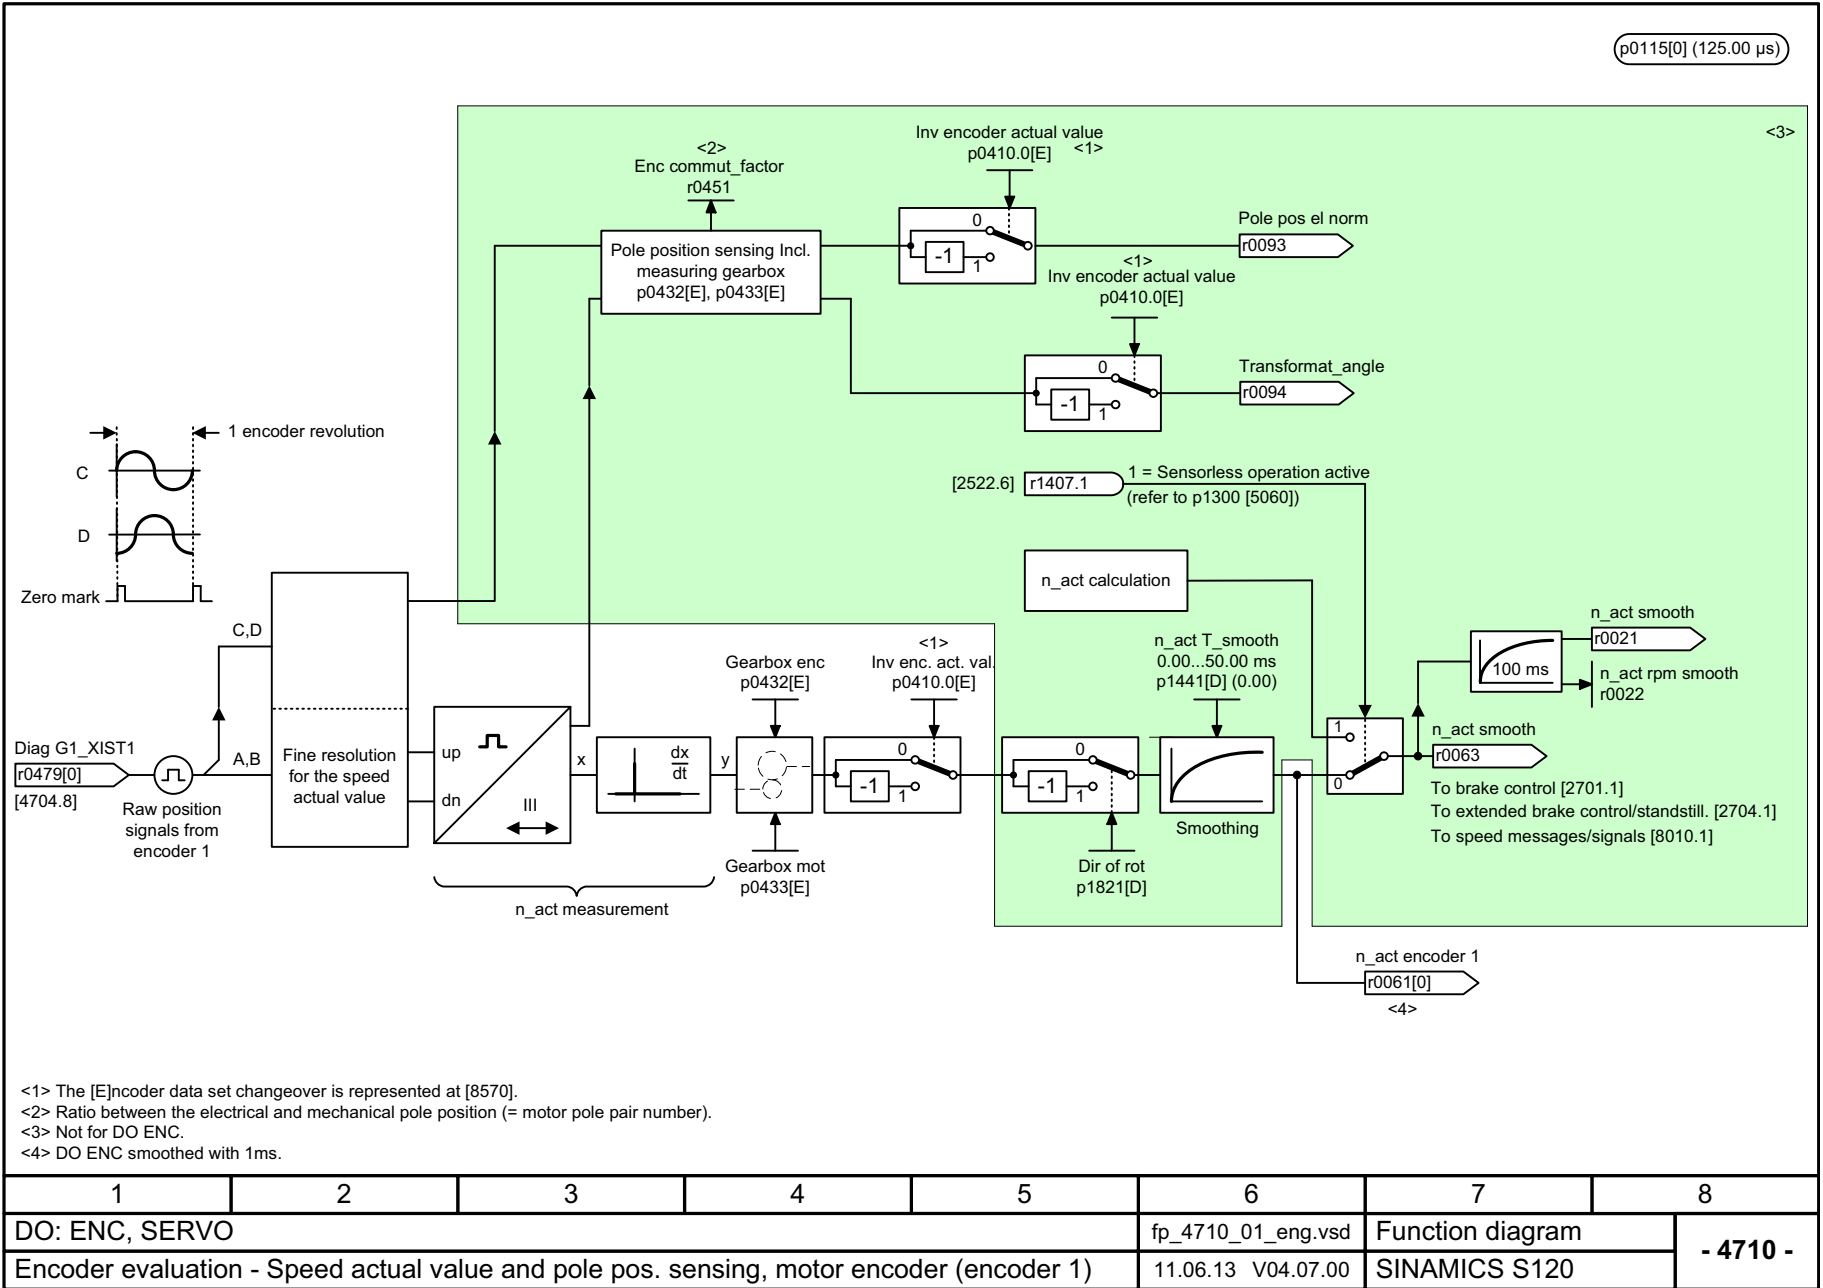 p0115[0] (125.00 µs)
<3>
Inv encoder actual value
p0410.0[E] <1>
<2>
Enc commut_factor
r0451
Pole position sensing Incl.
measuring gearbox
p0432[E], p0433[E]
0
-1
1
Pole pos el norm
r0093
<1>
Inv encoder actual value
p0410.0[E]
0
-1
1
Transformat_angle
r0094
1 encoder revolution
C
D
Zero mark
[2522.6]
r1407.1
1 = Sensorless operation active
(refer to p1300 [5060])
n_act calculation
C,D
A,B
Diag G1_XIST1
r0479[0]
[4704.8]
Raw position
signals from
encoder 1
Fine resolution
for the speed
actual value
up
dn
III
x
dx
dt
y
n_act measurement
Gearbox enc
p0432[E]
Gearbox mot
p0433[E]
<1>
Inv enc. act. val.
p0410.0[E]
0
-1
1
0
-1
1
Dir of rot
p1821[D]
n_act T_smooth
0.00...50.00 ms
p1441[D] (0.00)
Smoothing
1
0
100 ms
n_act smooth
r0021
n_act rpm smooth
r0022
n_act smooth
r0063
To brake control [2701.1]
To extended brake control/standstill. [2704.1]
To speed messages/signals [8010.1]
n_act encoder 1
r0061[0]
<4>
<1> The [E]ncoder data set changeover is represented at [8570].
<2> Ratio between the electrical and mechanical pole position (= motor pole pair number).
<3> Not for DO ENC.
<4> DO ENC smoothed with 1ms.
1 2 3 4 5 6 7 8
DO: ENC, SERVO
fp_4710_01_eng.vsd
Function diagram
- 4710 -
Encoder evaluation - Speed actual value and pole pos. sensing, motor encoder (encoder 1)
11.06.13 V04.07.00
SINAMICS S120